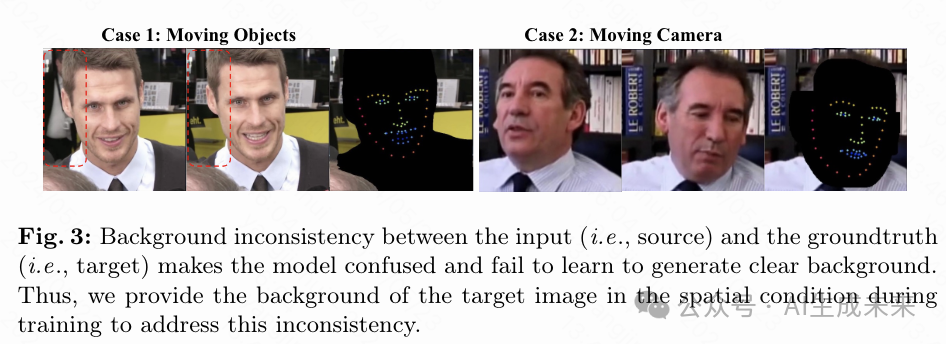 Case 1: Moving Objects
Case 2: Moving Camera
LE ROBERT
LE ROBERT
LE ROBERT
Fig. 3: Background inconsistency between the input (i.e., source) and the groundtruth
(i.e., target) makes the model confused and fail to learn to generate clear background.
Thus, we provide the background of the target image in the spatial condition during
training to address this inconsistency.
公众号 · AI生成未来